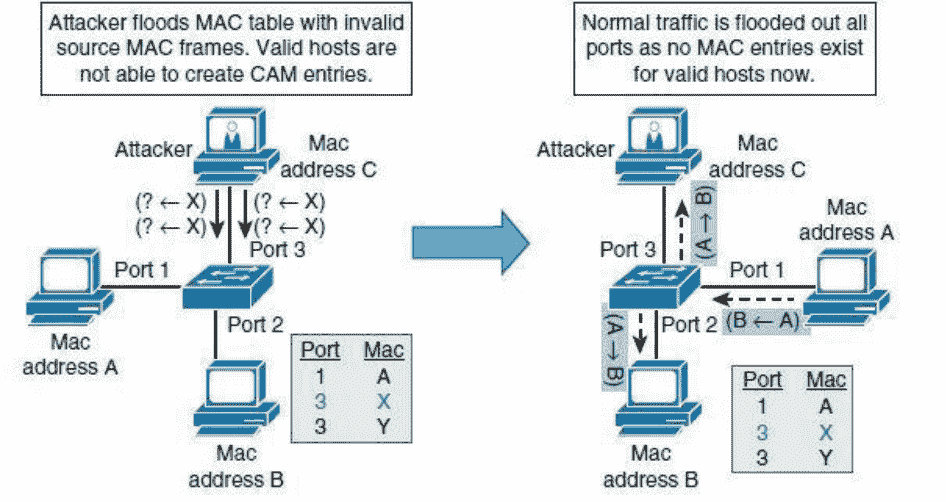 Attacker floods MAC table with invalid
source MAC frames. Valid hosts are
not able to create CAM entries.
Attacker
Mac
address C
(? ← X) (? ← X)
(? ← X) (? ← X)
Port 3
Port 1
Mac
address A
Port 2
Port Mac
1 A
3 X
3 Y
Mac
address B
Normal traffic is flooded out all
ports as no MAC entries exist
for valid hosts now.
Attacker
Mac
address C
(A → B)
Mac
address A
Port 3
Port 1
(A → B)
Port 2
(B ← A)
Port Mac
1 A
3 X
3 Y
Mac
address B